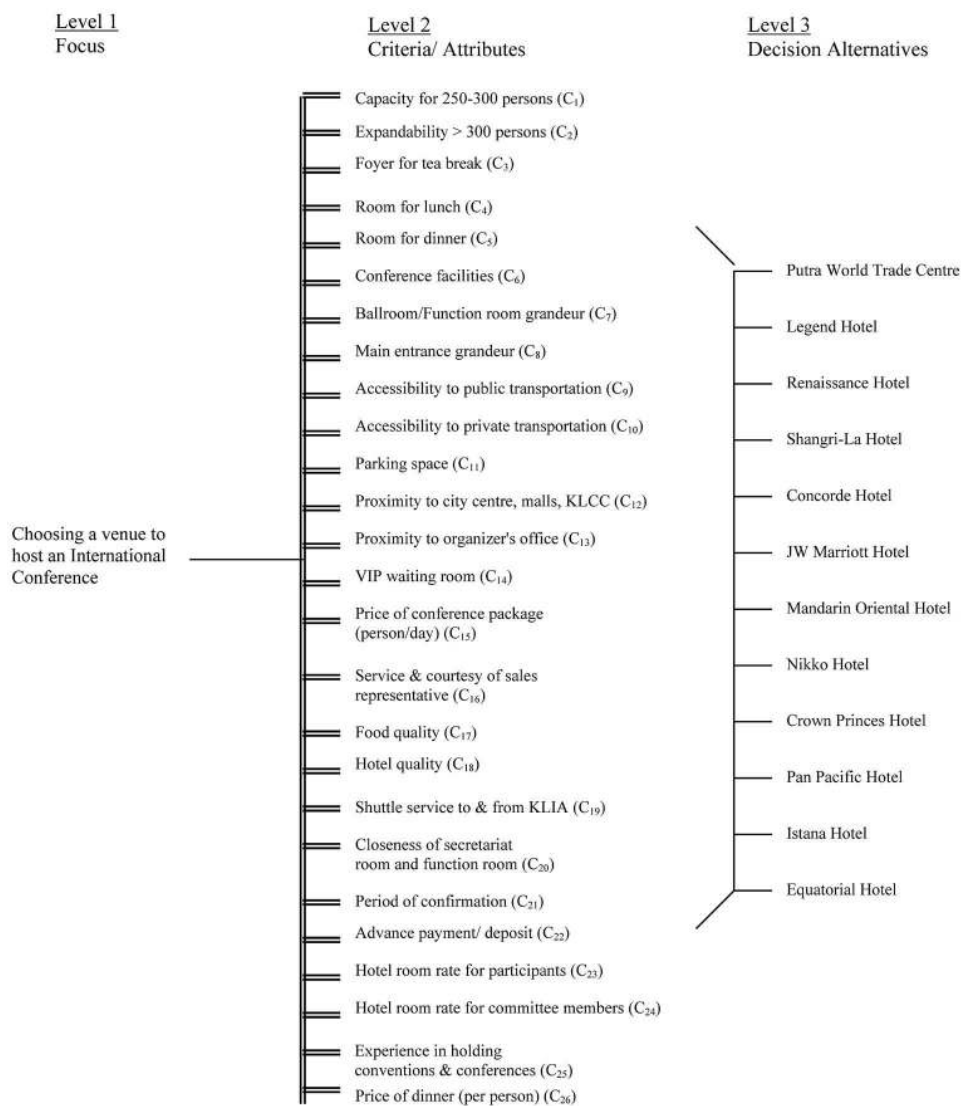 Level 1
Focus
Level 2
Criteria/ Attributes
Level 3
Decision Alternatives
Choosing a venue to
host an International
Conference
Capacity for 250-300 persons (C₁)
Expandability > 300 persons (C₂)
Foyer for tea break (C₃)
Room for lunch (C₄)
Room for dinner (C₅)
Conference facilities (C₆)
Ballroom/Function room grandeur (C₇)
Main entrance grandeur (C₈)
Accessibility to public transportation (C₉)
Accessibility to private transportation (C₁₀)
Parking space (C₁₁)
Proximity to city centre, malls, KLCC (C₁₂)
Proximity to organizer's office (C₁₃)
VIP waiting room (C₁₄)
Price of conference package
(person/day) (C₁₅)
Service & courtesy of sales
representative (C₁₆)
Food quality (C₁₇)
Hotel quality (C₁₈)
Shuttle service to & from KLIA (C₁₉)
Closeness of secretariat
room and function room (C₂₀)
Period of confirmation (C₂₁)
Advance payment/ deposit (C₂₂)
Hotel room rate for participants (C₂₃)
Hotel room rate for committee members (C₂₄)
Experience in holding
conventions & conferences (C₂₅)
Price of dinner (per person) (C₂₆)
Putra World Trade Centre
Legend Hotel
Renaissance Hotel
Shangri-La Hotel
Concorde Hotel
JW Marriott Hotel
Mandarin Oriental Hotel
Nikko Hotel
Crown Princes Hotel
Pan Pacific Hotel
Istana Hotel
Equatorial Hotel